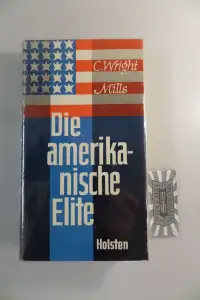 C. Wright
Mills
Die
amerika-
nische
Elite
Holsten